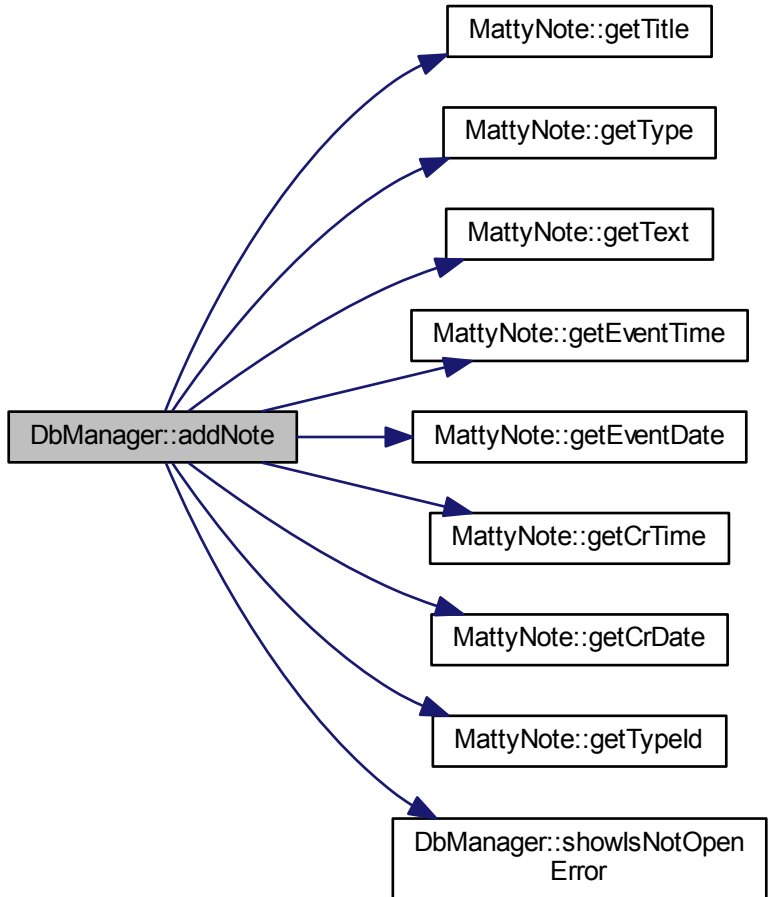 MattyNote::getTitle
MattyNote::getType
MattyNote::getText
MattyNote::getEventTime
DbManager::addNote
MattyNote::getEventDate
MattyNote::getCrTime
MattyNote::getCrDate
MattyNote::getTypeId
DbManager::showIsNotOpen
Error